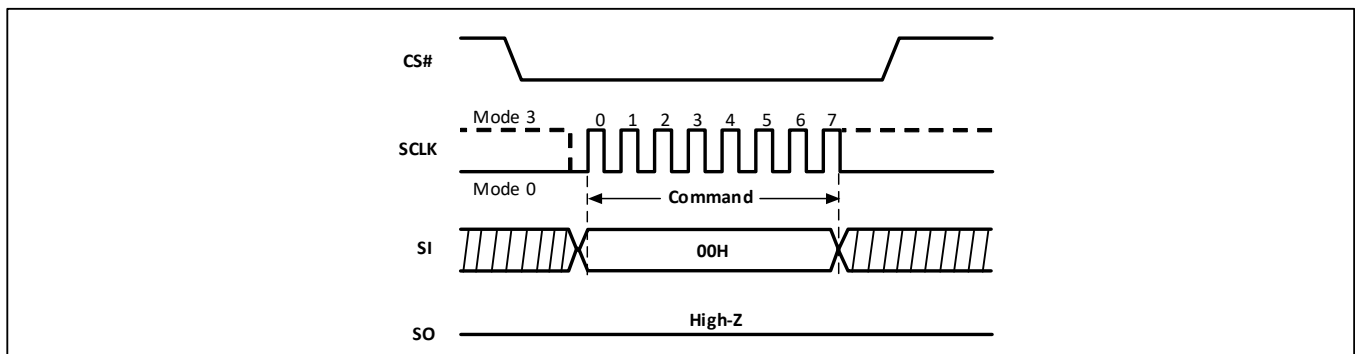 CS#
Mode 3
0 1 2 3 4 5 6 7
SCLK
Mode 0
Command
SI
00H
High-Z
SO